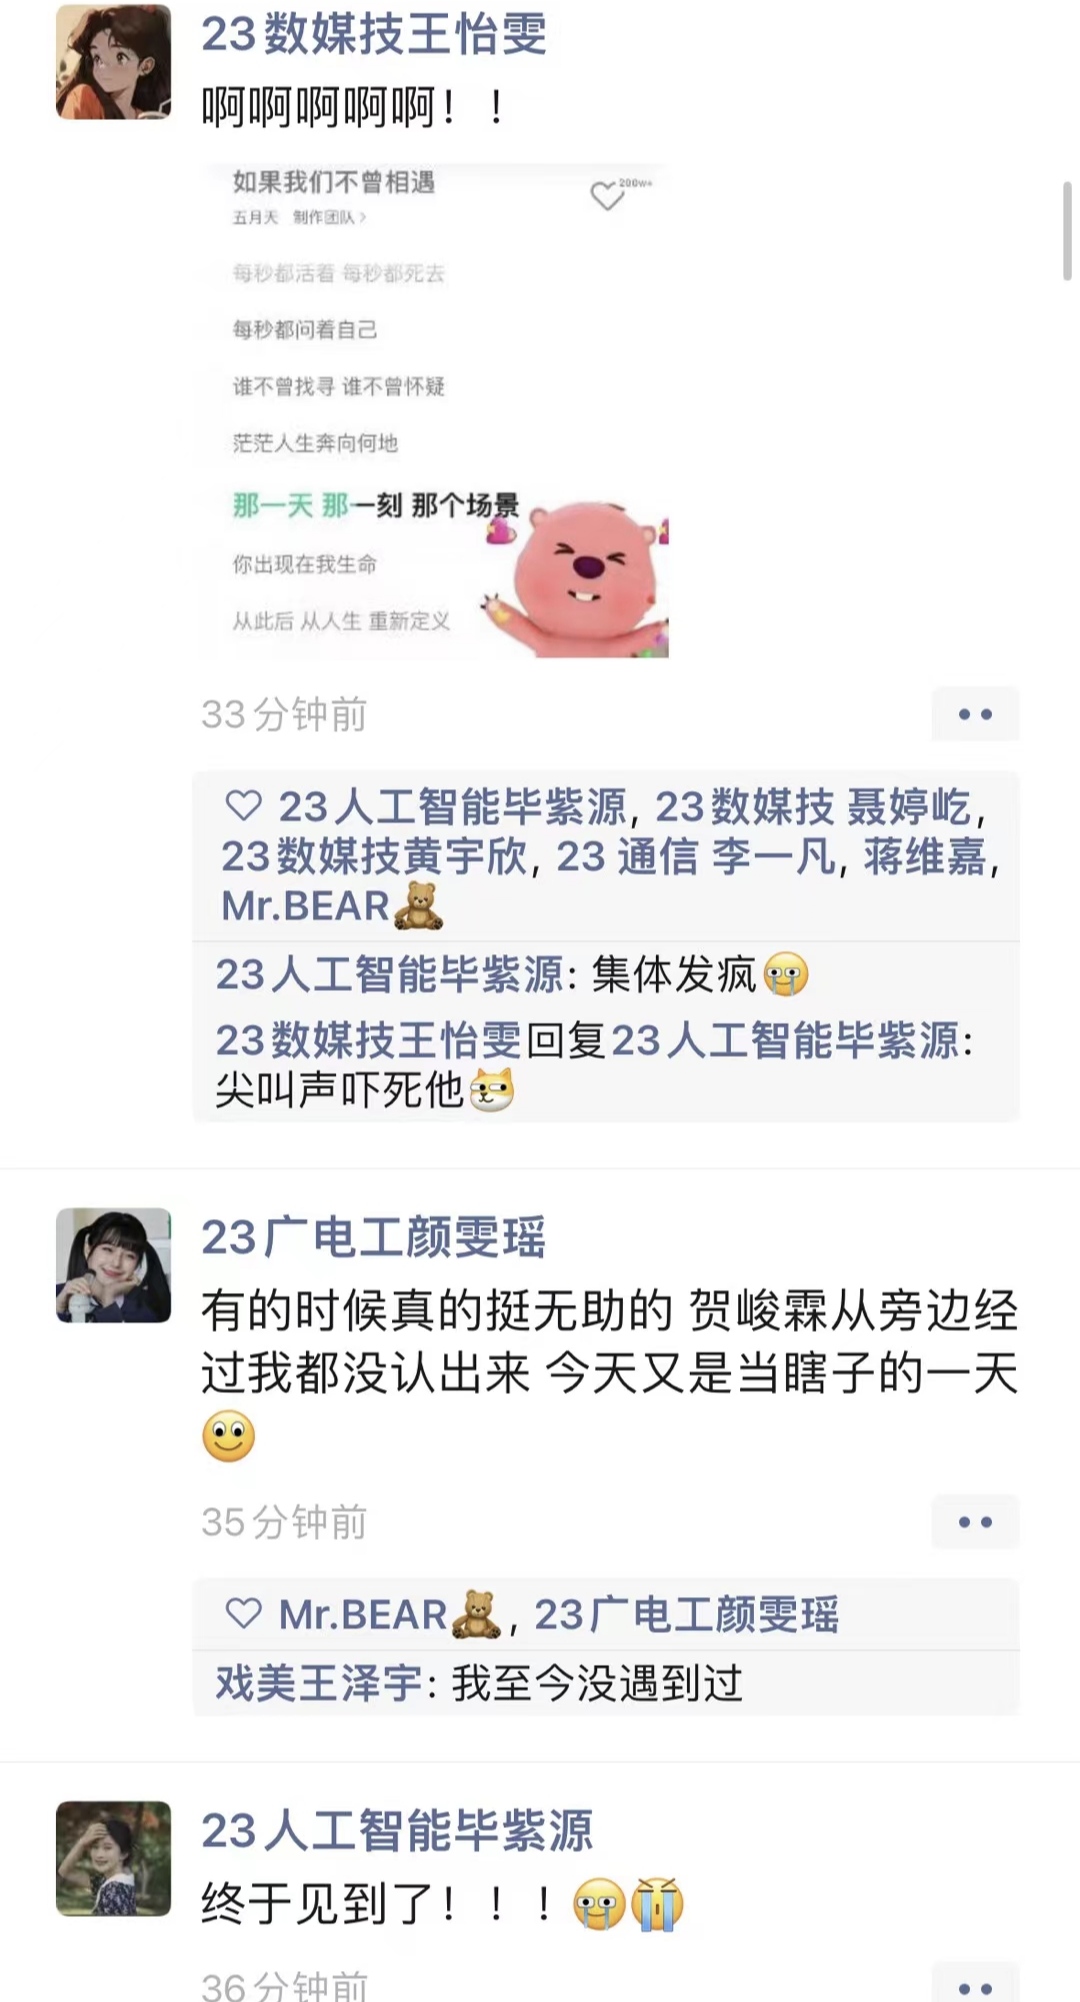 23数媒技王怡雯
啊啊啊啊啊！！
如果我们不曾相遇
200w+
五月天 制作团队>
每秒都活着 每秒都死去
每秒都问着自己
谁不曾找寻 谁不曾怀疑
茫茫人生奔向何地
那一天 那一刻 那个场景
你出现在我生命
从此后 从人生 重新定义
33分钟前
23人工智能毕紫源, 23数媒技 聂婷屹,
23数媒技黄宇欣, 23 通信 李一凡, 蒋维嘉,
Mr.BEAR🧸
23人工智能毕紫源: 集体发疯
23数媒技王怡雯回复23人工智能毕紫源:
尖叫声吓死他
23广电工颜雯瑶
有的时候真的挺无助的 贺峻霖从旁边经
过我都没认出来 今天又是当瞎子的一天
35分钟前
Mr.BEAR🧸, 23广电工颜雯瑶
戏美王泽宇: 我至今没遇到过
23人工智能毕紫源
终于见到了！！！
36分钟前